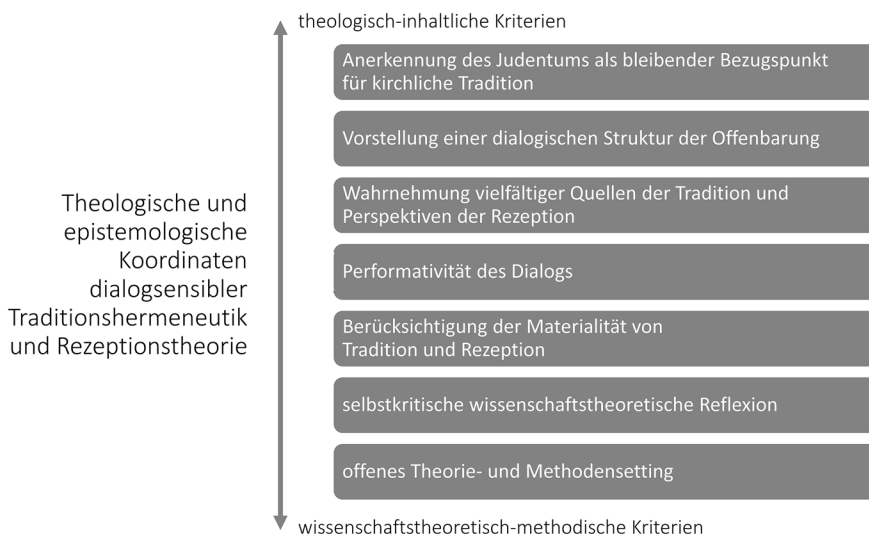 theologisch-inhaltliche Kriterien
Anerkennung des Judentums als bleibender Bezugspunkt
für kirchliche Tradition
Vorstellung einer dialogischen Struktur der Offenbarung
Wahrnehmung vielfältiger Quellen der Tradition und
Perspektiven der Rezeption
Performativität des Dialogs
Berücksichtigung der Materialität von
Tradition und Rezeption
selbstkritische wissenschaftstheoretische Reflexion
offenes Theorie- und Methodensetting
wissenschaftstheoretisch-methodische Kriterien
Theologische und
epistemologische
Koordinaten
dialogsensibler
Traditionshermeneutik
und Rezeptionstheorie